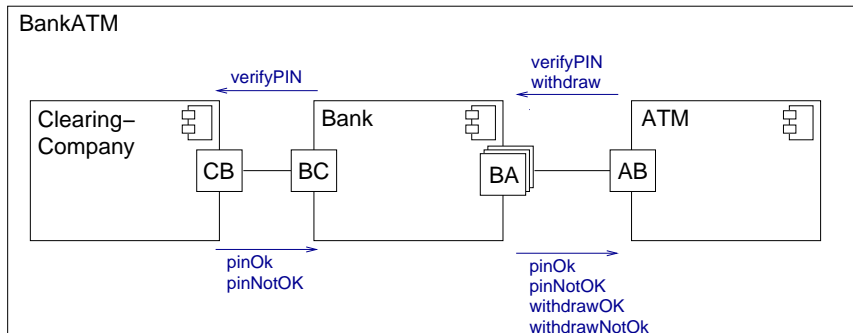 BankATM
verifyPIN
verifyPIN
withdraw
Clearing–
Company
Bank
ATM
CB
BC
BA
AB
pinOk
pinNotOK
pinOk
pinNotOK
withdrawOK
withdrawNotOk